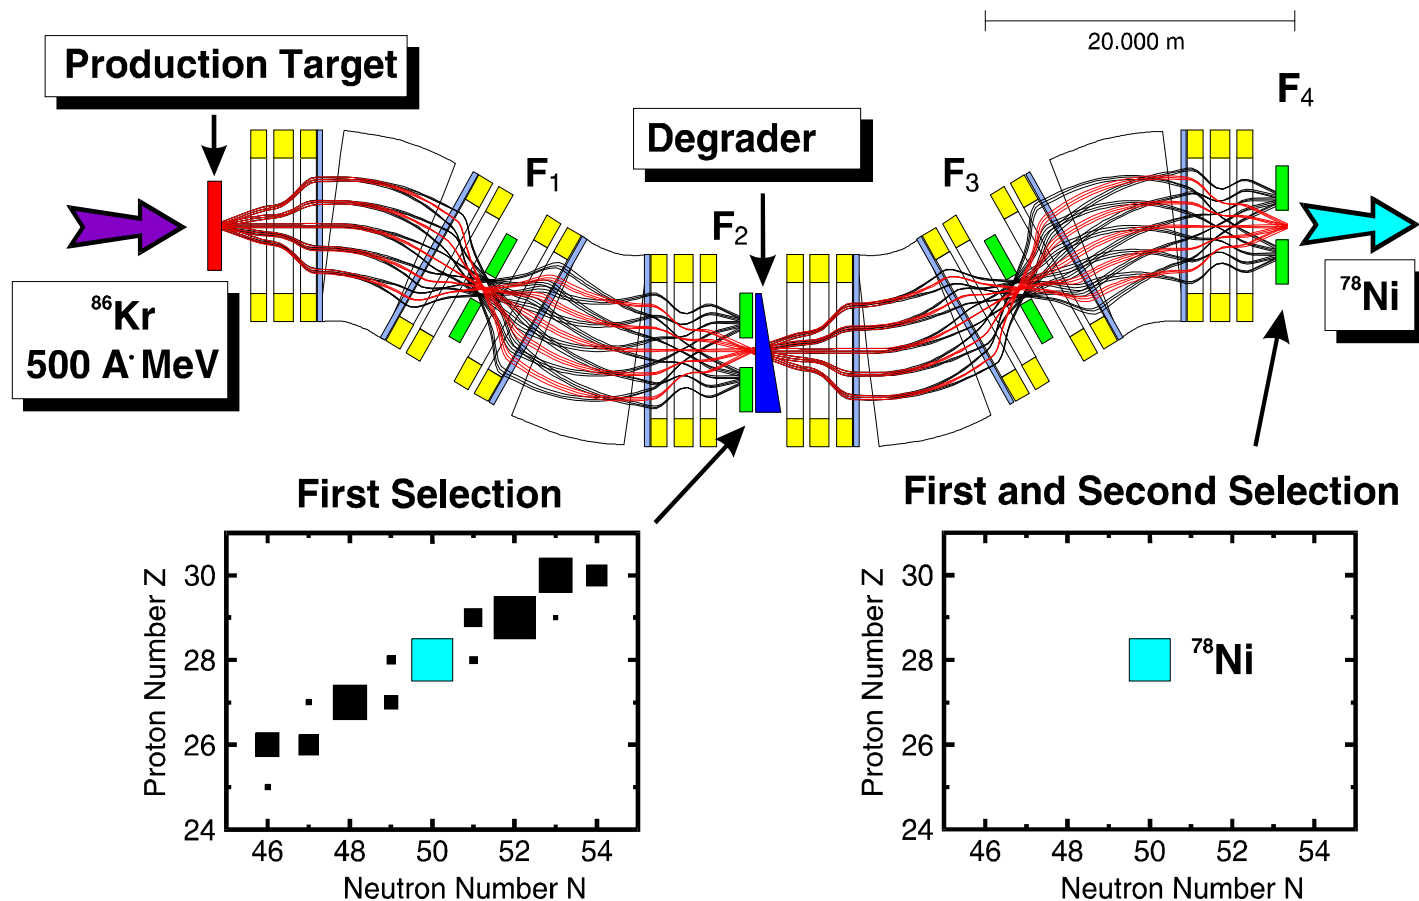 20.000 m
Production Target
F4
Degrader
F1
F3
F2
86Kr
500 A·MeV
78Ni
First Selection
First and Second Selection
Proton Number Z
30
28
26
24
46 48 50 52 54
Neutron Number N
Proton Number Z
30
28
26
24
78Ni
46 48 50 52 54
Neutron Number N